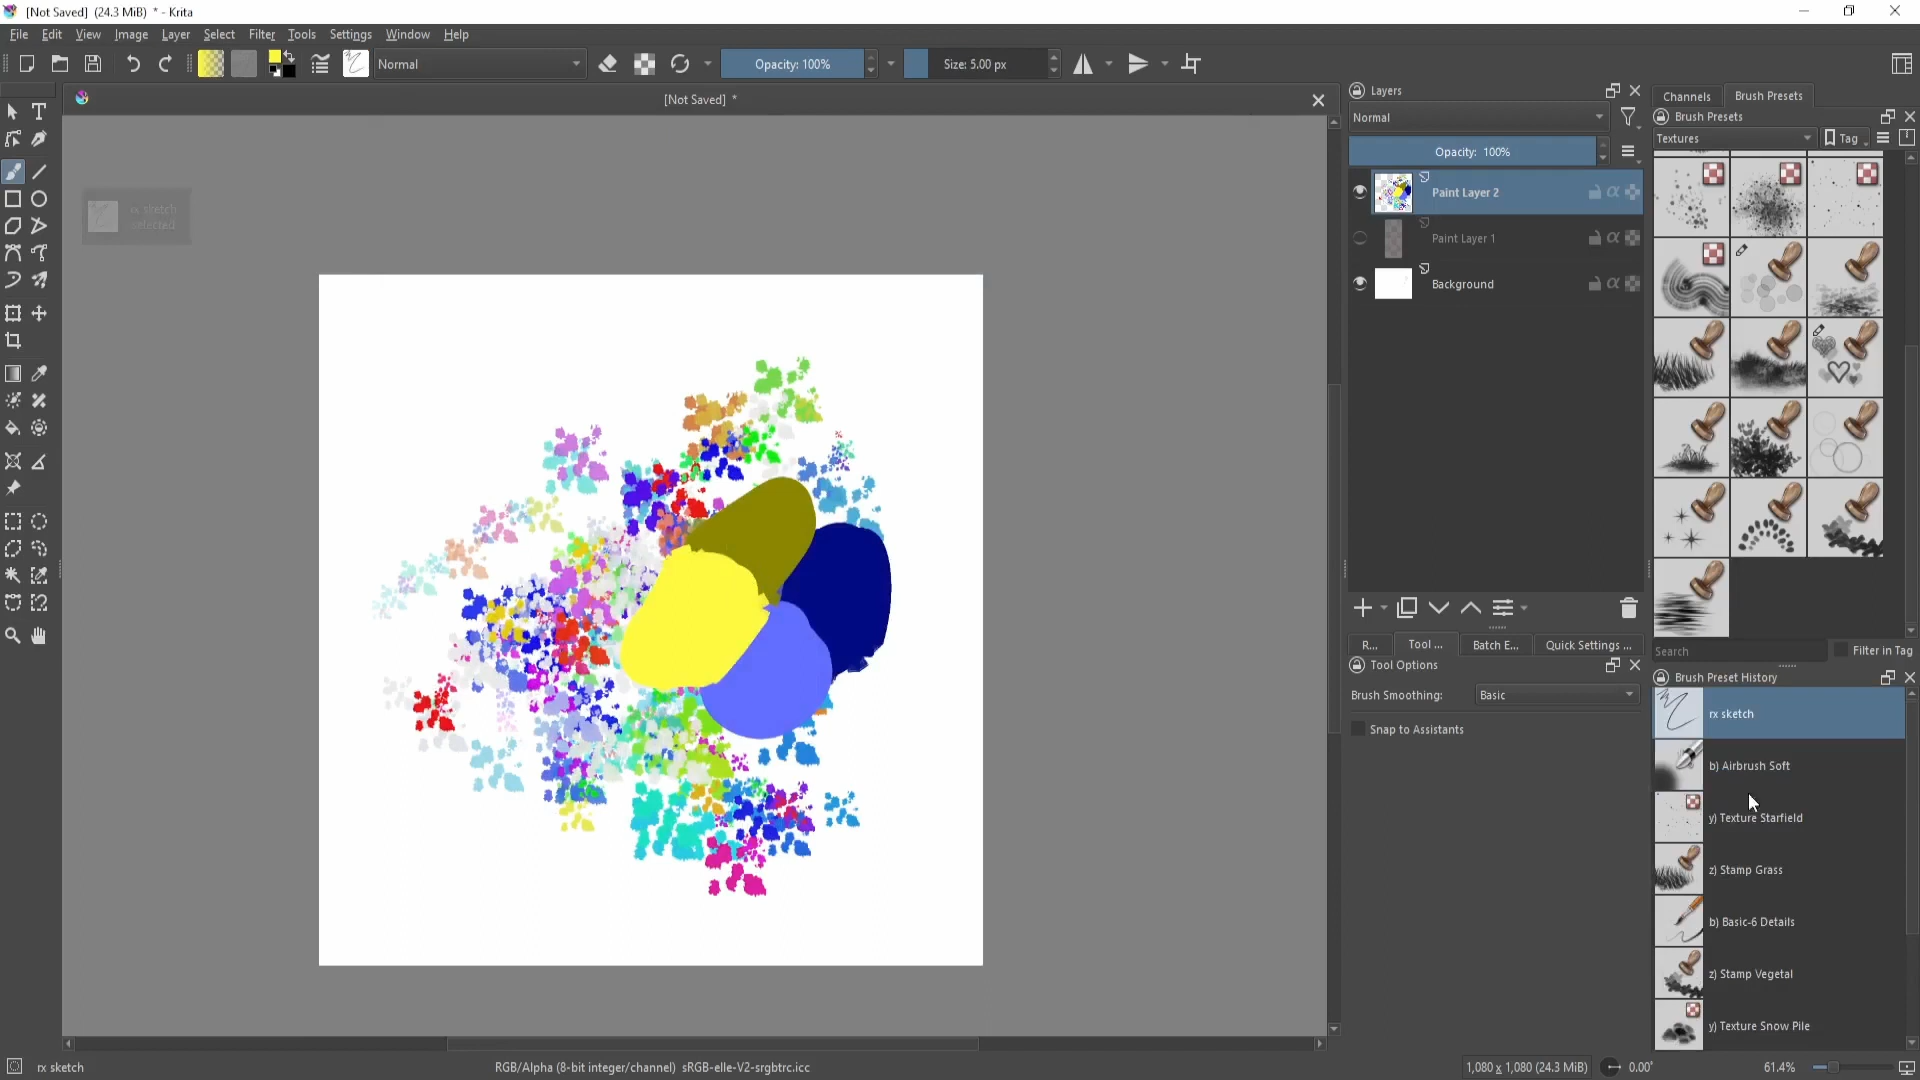 [Not Saved] (24.3 MiB) * - Krita
File Edit View Image Layer Select Filter Tools Settings Window Help
Normal
Opacity: 100%
Size: 5.00 px
[Not Saved] *
rx sketch
selected
Layers
Normal
Opacity: 100%
Paint Layer 2
Paint Layer 1
Background
R... Tool ... Batch E... Quick Settings ...
Tool Options
Brush Smoothing: Basic
Snap to Assistants
Channels Brush Presets
Brush Presets
Textures
Tag
Search
Filter in Tag
Brush Preset History
rx sketch
b) Airbrush Soft
y) Texture Starfield
z) Stamp Grass
b) Basic-6 Details
z) Stamp Vegetal
y) Texture Snow Pile
rx sketch
RGB/Alpha (8-bit integer/channel) sRGB-elle-V2-srgbtrc.icc
1,080 x 1,080 (24.3 MiB)
0.00°
61.4%